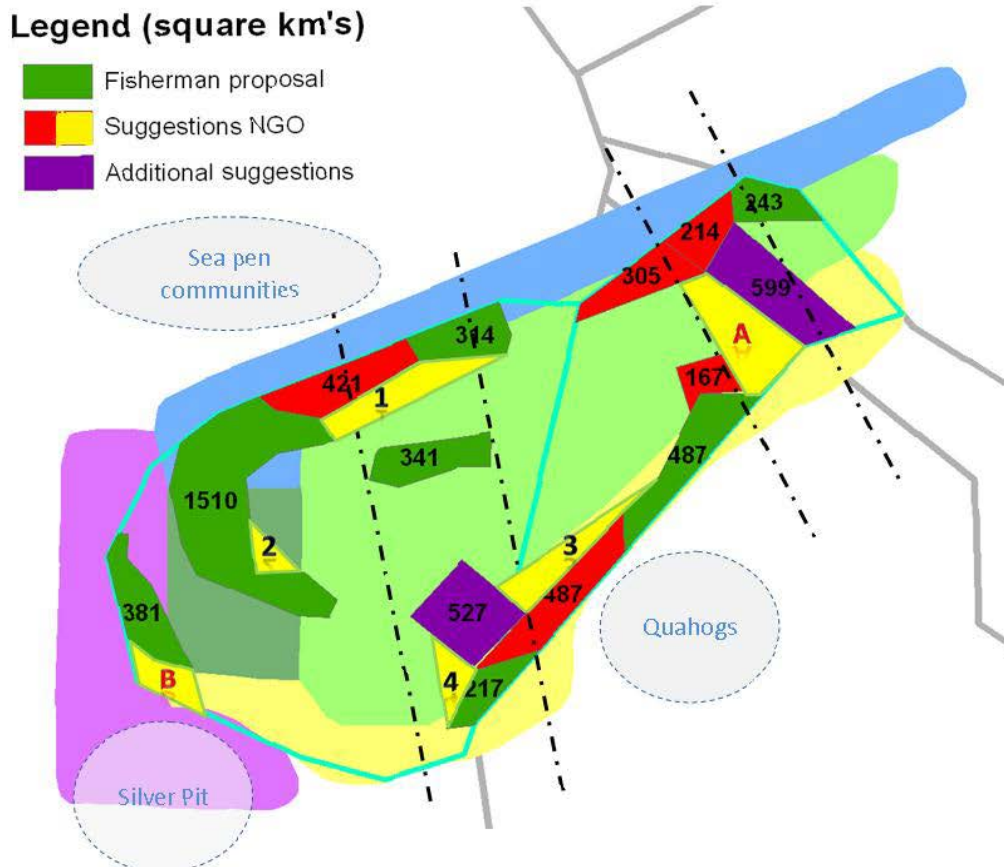 Legend (square km's)
Fisherman proposal
Suggestions NGO
Additional suggestions
Sea pen
communities
243
214
305
599
A
314
421
1
167
341
487
1510
2
3
487
527
381
B
4
217
Quahogs
Silver Pit